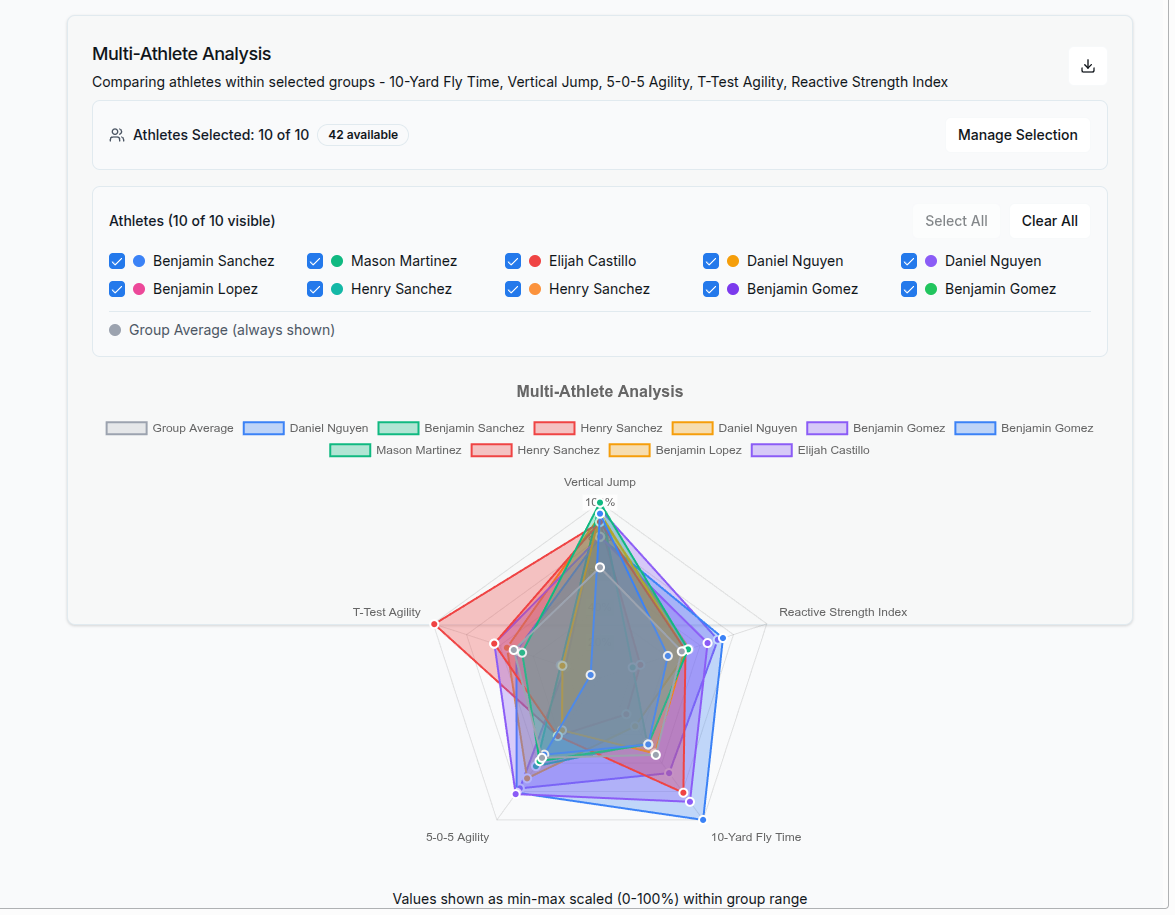 Multi-Athlete Analysis
Comparing athletes within selected groups - 10-Yard Fly Time, Vertical Jump, 5-0-5 Agility, T-Test Agility, Reactive Strength Index
Athletes Selected: 10 of 10 42 available Manage Selection
Athletes (10 of 10 visible) Select All Clear All
Benjamin Sanchez Mason Martinez Elijah Castillo Daniel Nguyen Daniel Nguyen
Benjamin Lopez Henry Sanchez Henry Sanchez Benjamin Gomez Benjamin Gomez
Group Average (always shown)
Multi-Athlete Analysis
Group Average Daniel Nguyen Benjamin Sanchez Henry Sanchez Daniel Nguyen Benjamin Gomez Benjamin Gomez
Mason Martinez Henry Sanchez Benjamin Lopez Elijah Castillo
Vertical Jump
100%
T-Test Agility Reactive Strength Index
5-0-5 Agility 10-Yard Fly Time
Values shown as min-max scaled (0-100%) within group range